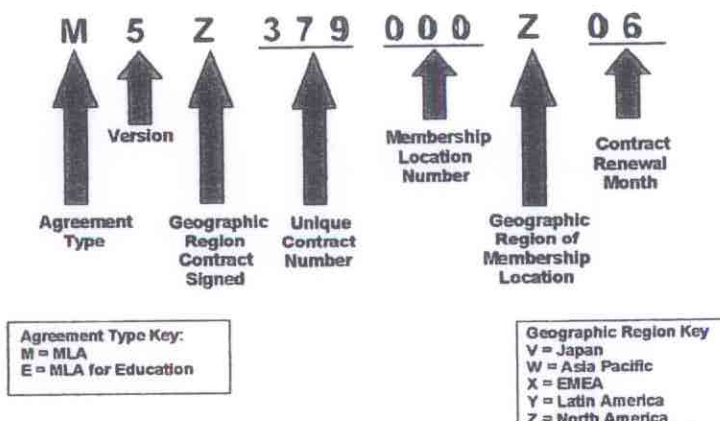 M 5 Z 379 000 Z 06
Version
Membership
Location
Number
Contract
Renewal
Month
Agreement
Type
Geographic
Region
Contract
Signed
Unique
Contract
Number
Geographic
Region of
Membership
Location
Agreement Type Key:
M = MLA
E = MLA for Education
Geographic Region Key
V = Japan
W = Asia Pacific
X = EMEA
Y = Latin America
Z = North America